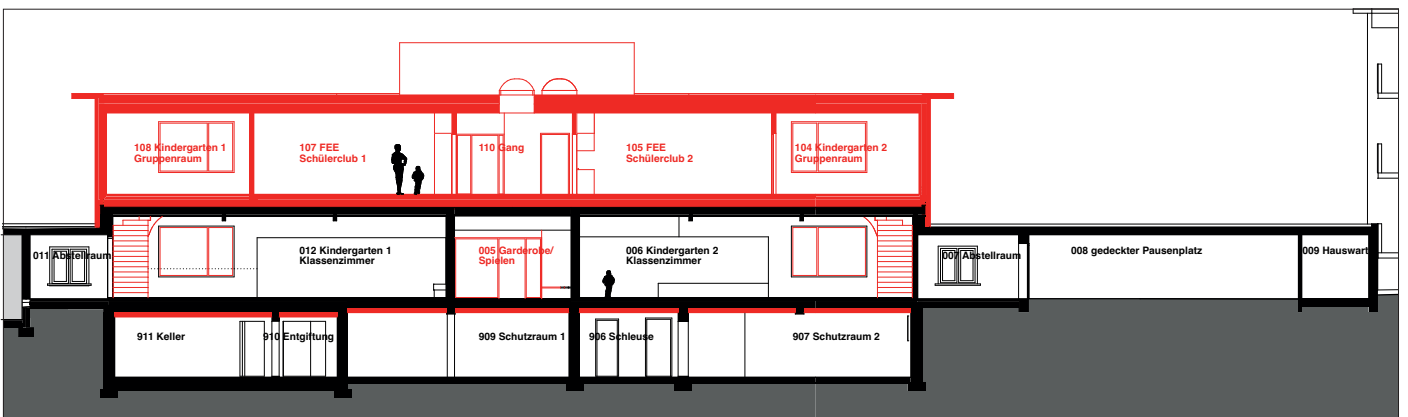 108 Kindergarten 1
Gruppenraum
107 FEE
Schülerclub 1
110 Gang
105 FEE
Schülerclub 2
104 Kindergarten 2
Gruppenraum
011 Abstellraum
012 Kindergarten 1
Klassenzimmer
005 Garderobe/
Spielen
006 Kindergarten 2
Klassenzimmer
007 Abstellraum
008 gedeckter Pausenplatz
009 Hauswart
911 Keller
910 Entgiftung
909 Schutzraum 1
906 Schleuse
907 Schutzraum 2